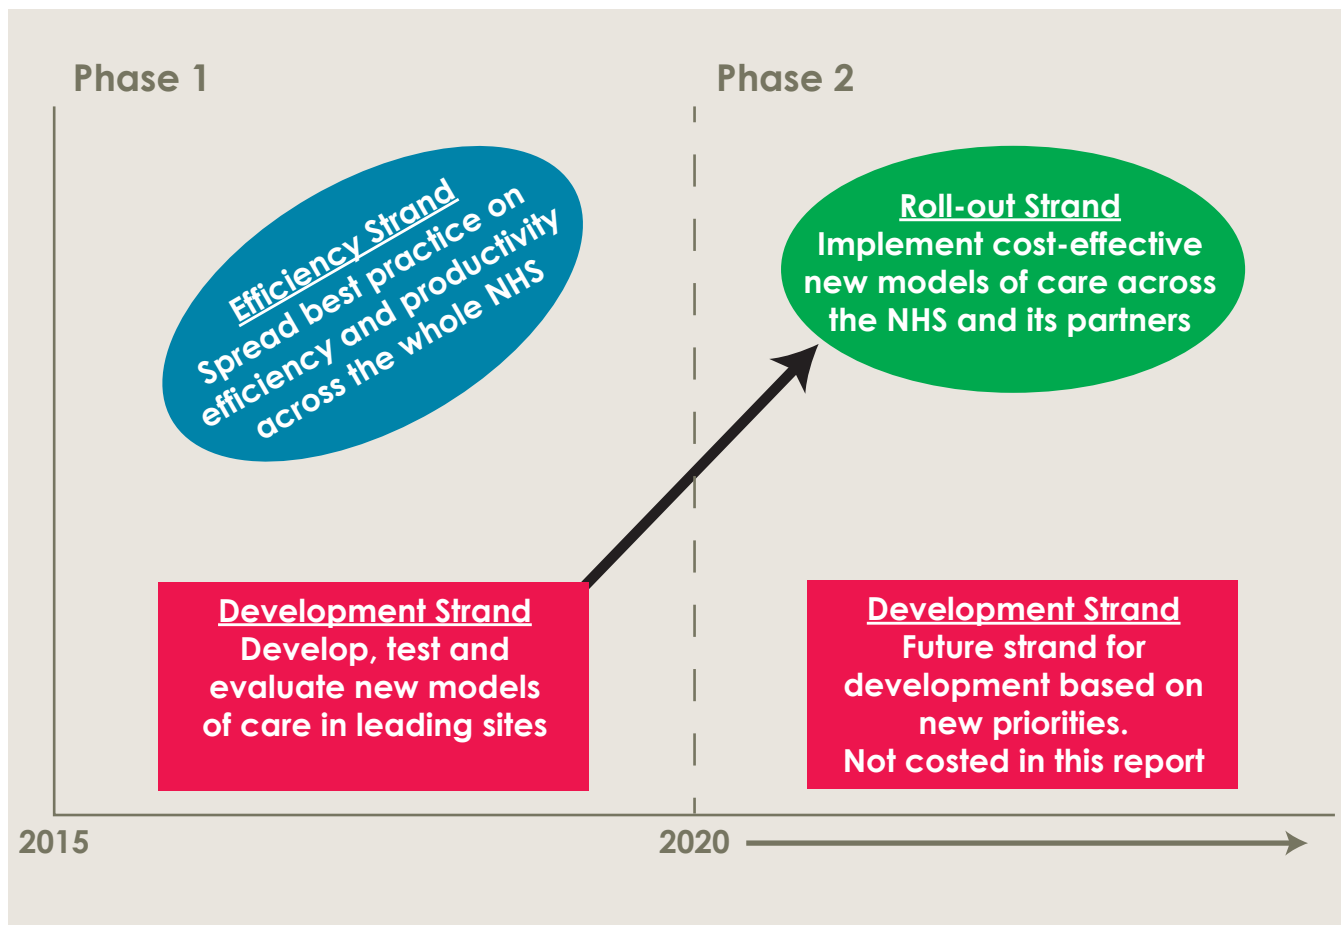 Phase 1
Phase 2
Efficiency Strand
Spread best practice on
efficiency and productivity
across the whole NHS
Roll-out Strand
Implement cost-effective
new models of care across
the NHS and its partners
Development Strand
Develop, test and
evaluate new models
of care in leading sites
Development Strand
Future strand for
development based on
new priorities.
Not costed in this report
2015
2020